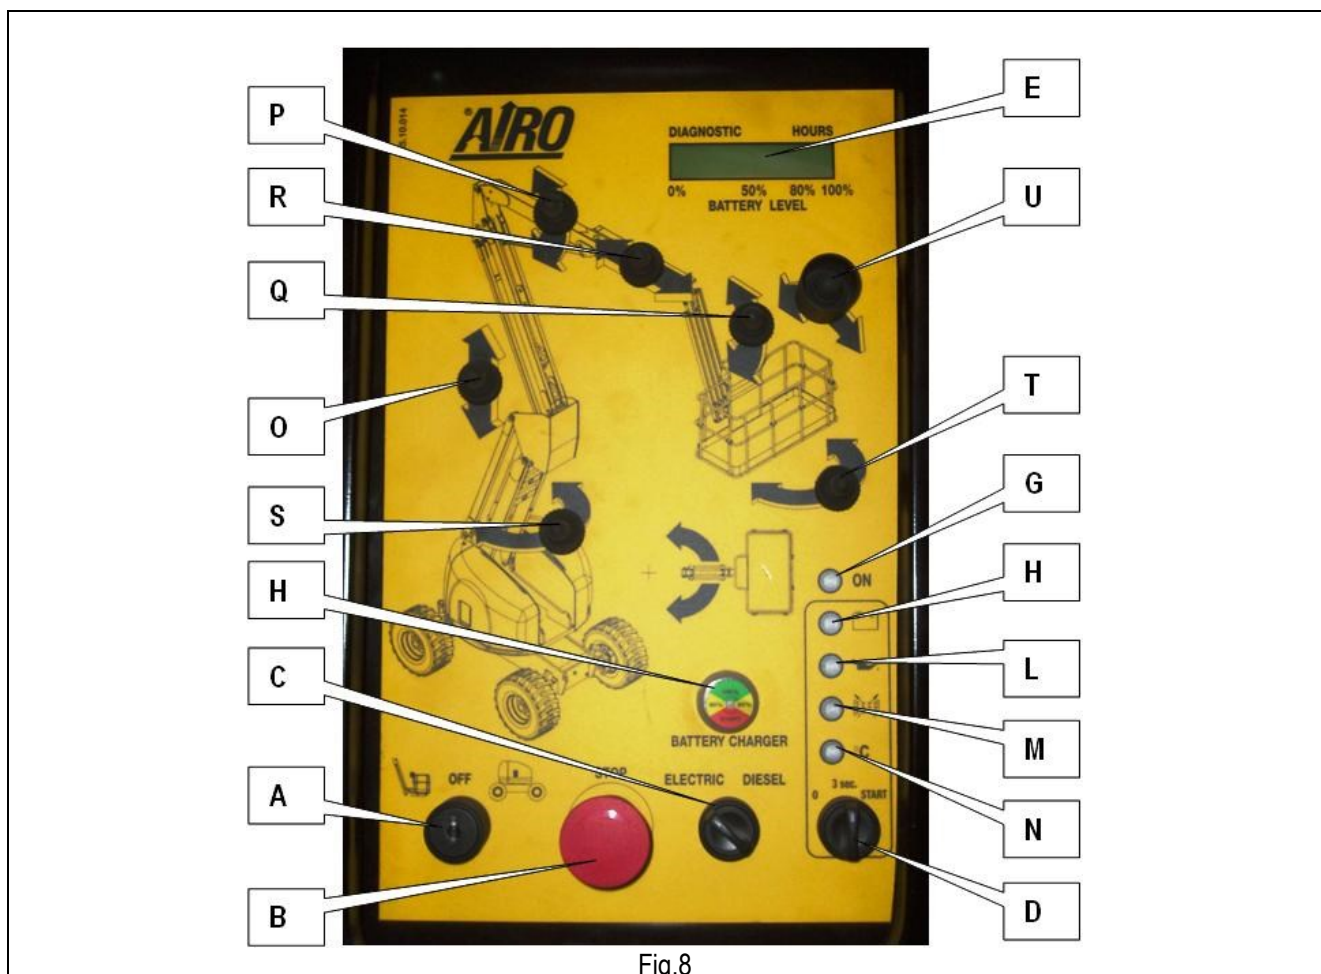 P
E
®
AIRO
DIAGNOSTIC HOURS
0% 50% 80% 100%
BATTERY LEVEL
R
U
Q
T
O
G
S
ON
H
H
L
C
BATTERY CHARGER
M
°C
N
OFF
STOP
ELECTRIC DIESEL
3 sec.
0 START
A
B
D
Fig.8